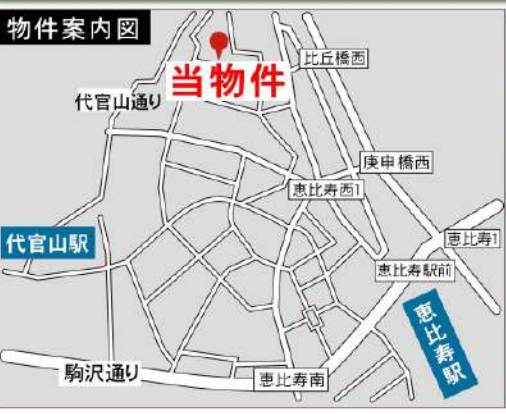 物件案内図
比丘橋西
当物件
代官山通り
庚申橋西
恵比寿西1
代官山駅
恵比寿1
恵比寿駅前
恵比寿駅
駒沢通り
恵比寿南